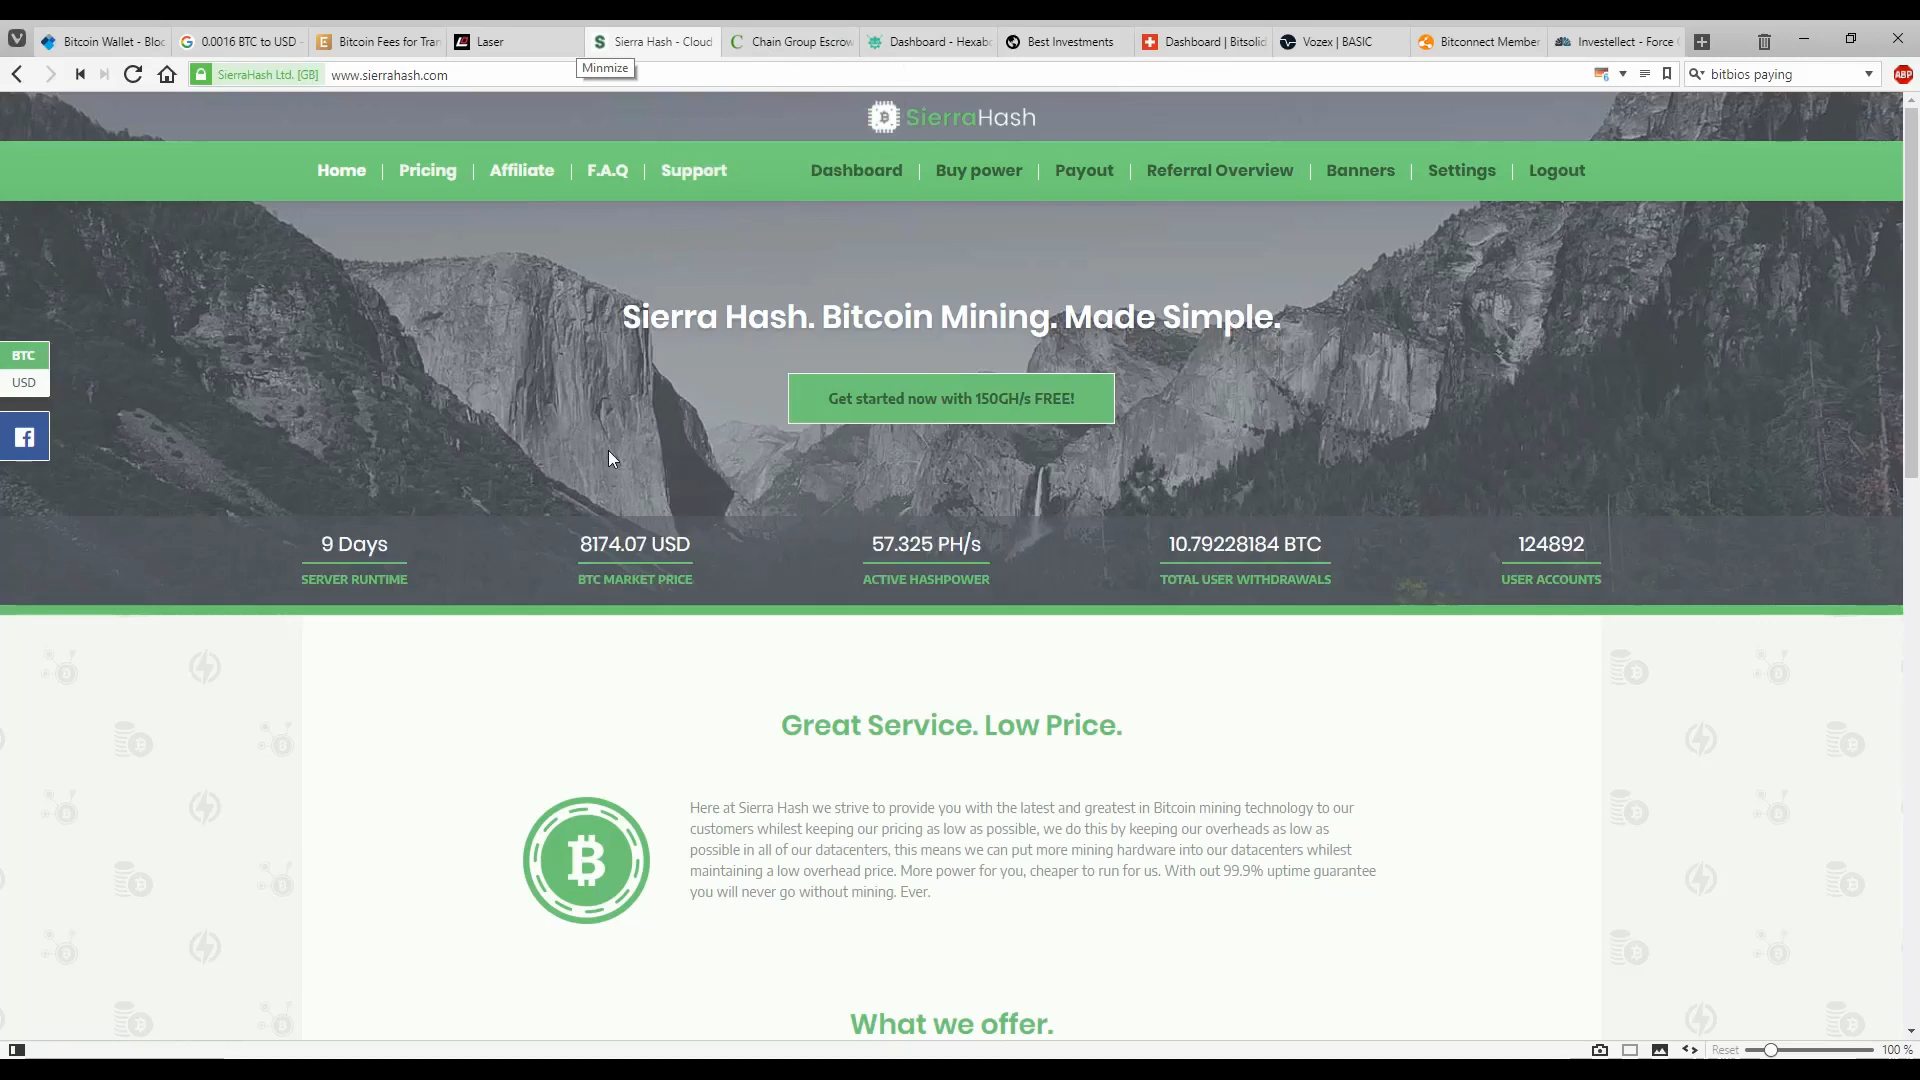 Bitcoin Wallet - Bloc
0.0016 BTC to USD -
Bitcoin Fees for Tran
Laser
Sierra Hash - Cloud
Chain Group Escrow
Dashboard - Hexabo
Best Investments
Dashboard | Bitsolid
Vozex | BASIC
Bitconnect Member
Investellect - Force
Minmize
SierraHash Ltd. [GB]
www.sierrahash.com
bitbios paying
ABP
SierraHash
Home
Pricing
Affiliate
F.A.Q
Support
Dashboard
Buy power
Payout
Referral Overview
Banners
Settings
Logout
Sierra Hash. Bitcoin Mining. Made Simple.
BTC
USD
Get started now with 150GH/s FREE!
9 Days
SERVER RUNTIME
8174.07 USD
BTC MARKET PRICE
57.325 PH/s
ACTIVE HASHPOWER
10.79228184 BTC
TOTAL USER WITHDRAWALS
124892
USER ACCOUNTS
Great Service. Low Price.
Here at Sierra Hash we strive to provide you with the latest and greatest in Bitcoin mining technology to our
customers whilest keeping our pricing as low as possible, we do this by keeping our overheads as low as
possible in all of our datacenters, this means we can put more mining hardware into our datacenters whilest
maintaining a low overhead price. More power for you, cheaper to run for us. With out 99.9% uptime guarantee
you will never go without mining. Ever.
What we offer.
Reset
100 %